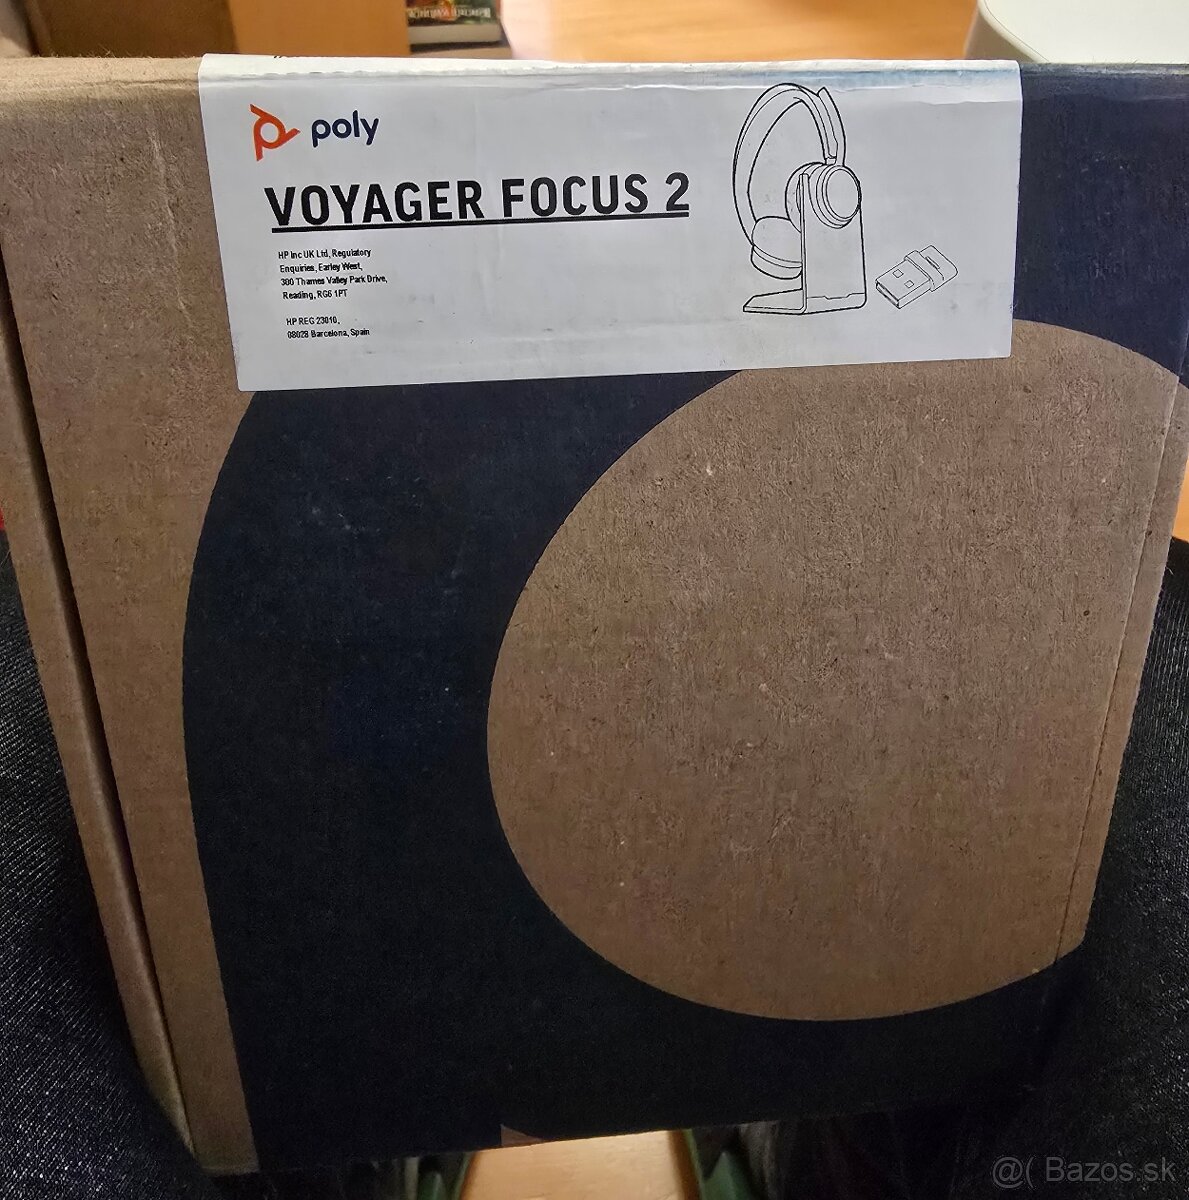 poly
VOYAGER FOCUS 2
HP Inc UK Ltd, Regulatory
Enquiries, Earley West,
300 Thames Valley Park Drive,
Reading, RG6 1PT
HP REG 23010,
08028 Barcelona, Spain
@( Bazos.sk